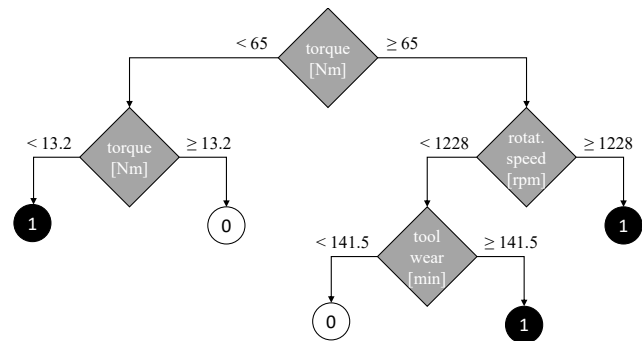 < 65
torque
[Nm]
≥ 65
< 13.2
torque
[Nm]
≥ 13.2
< 1228
rotat.
speed
[rpm]
≥ 1228
1
0
< 141.5
tool
wear
[min]
≥ 141.5
1
0
1